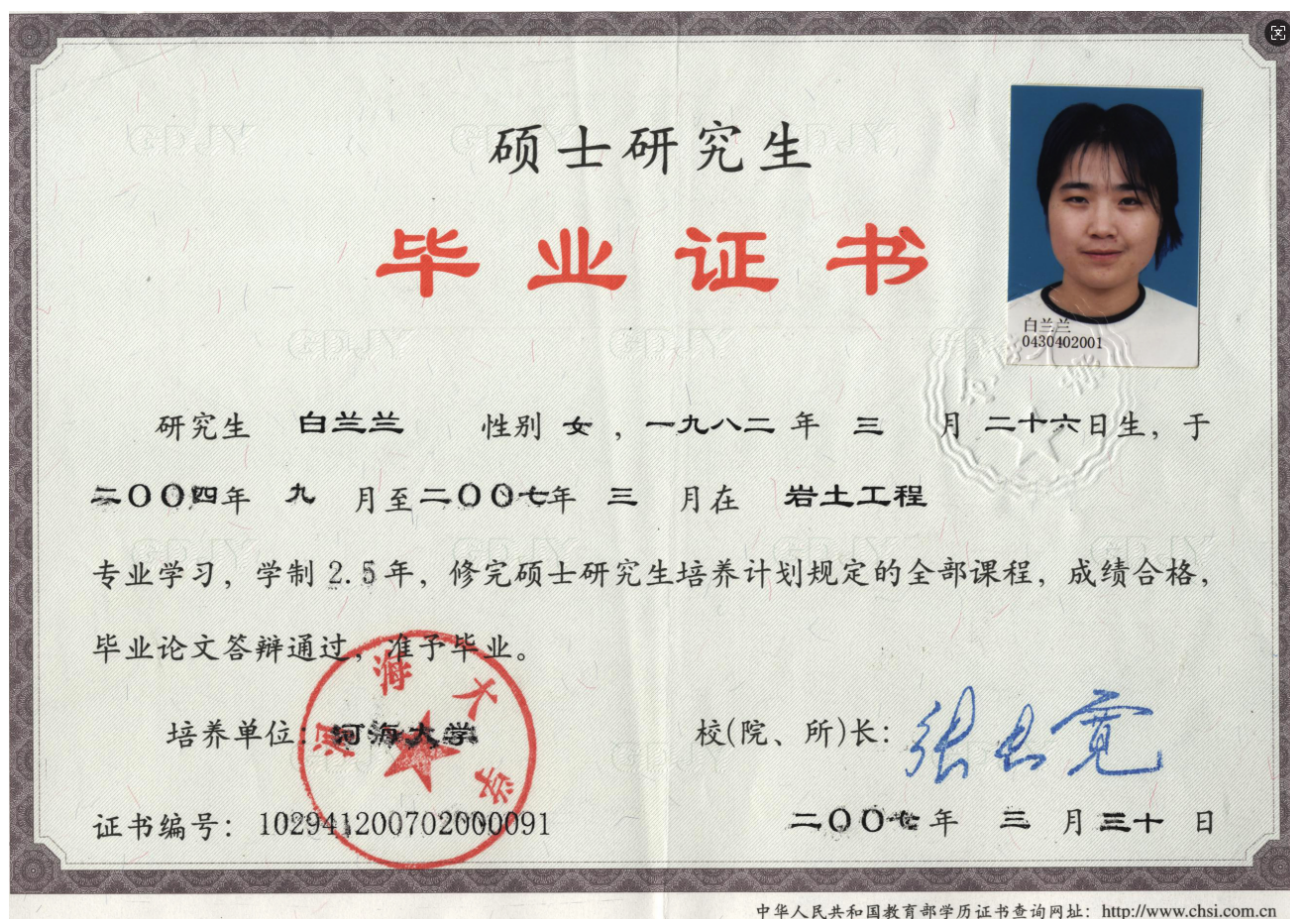 硕士研究生
毕业证书
白兰兰
0430402001
研究生 白兰兰 性别 女，一九八二 年 三 月 二十六日生，于
二〇〇四年 九 月至二〇〇七年 三 月在 岩土工程
专业学习，学制 2.5 年，修完硕士研究生培养计划规定的全部课程，成绩合格，
毕业论文答辩通过，准予毕业。
培养单位：河海大学
河海大学
校(院、所)长：张长宽
证书编号：102941200702000091
二〇〇七年 三 月 三十 日
中华人民共和国教育部学历证书查询网址：http://www.chsi.com.cn